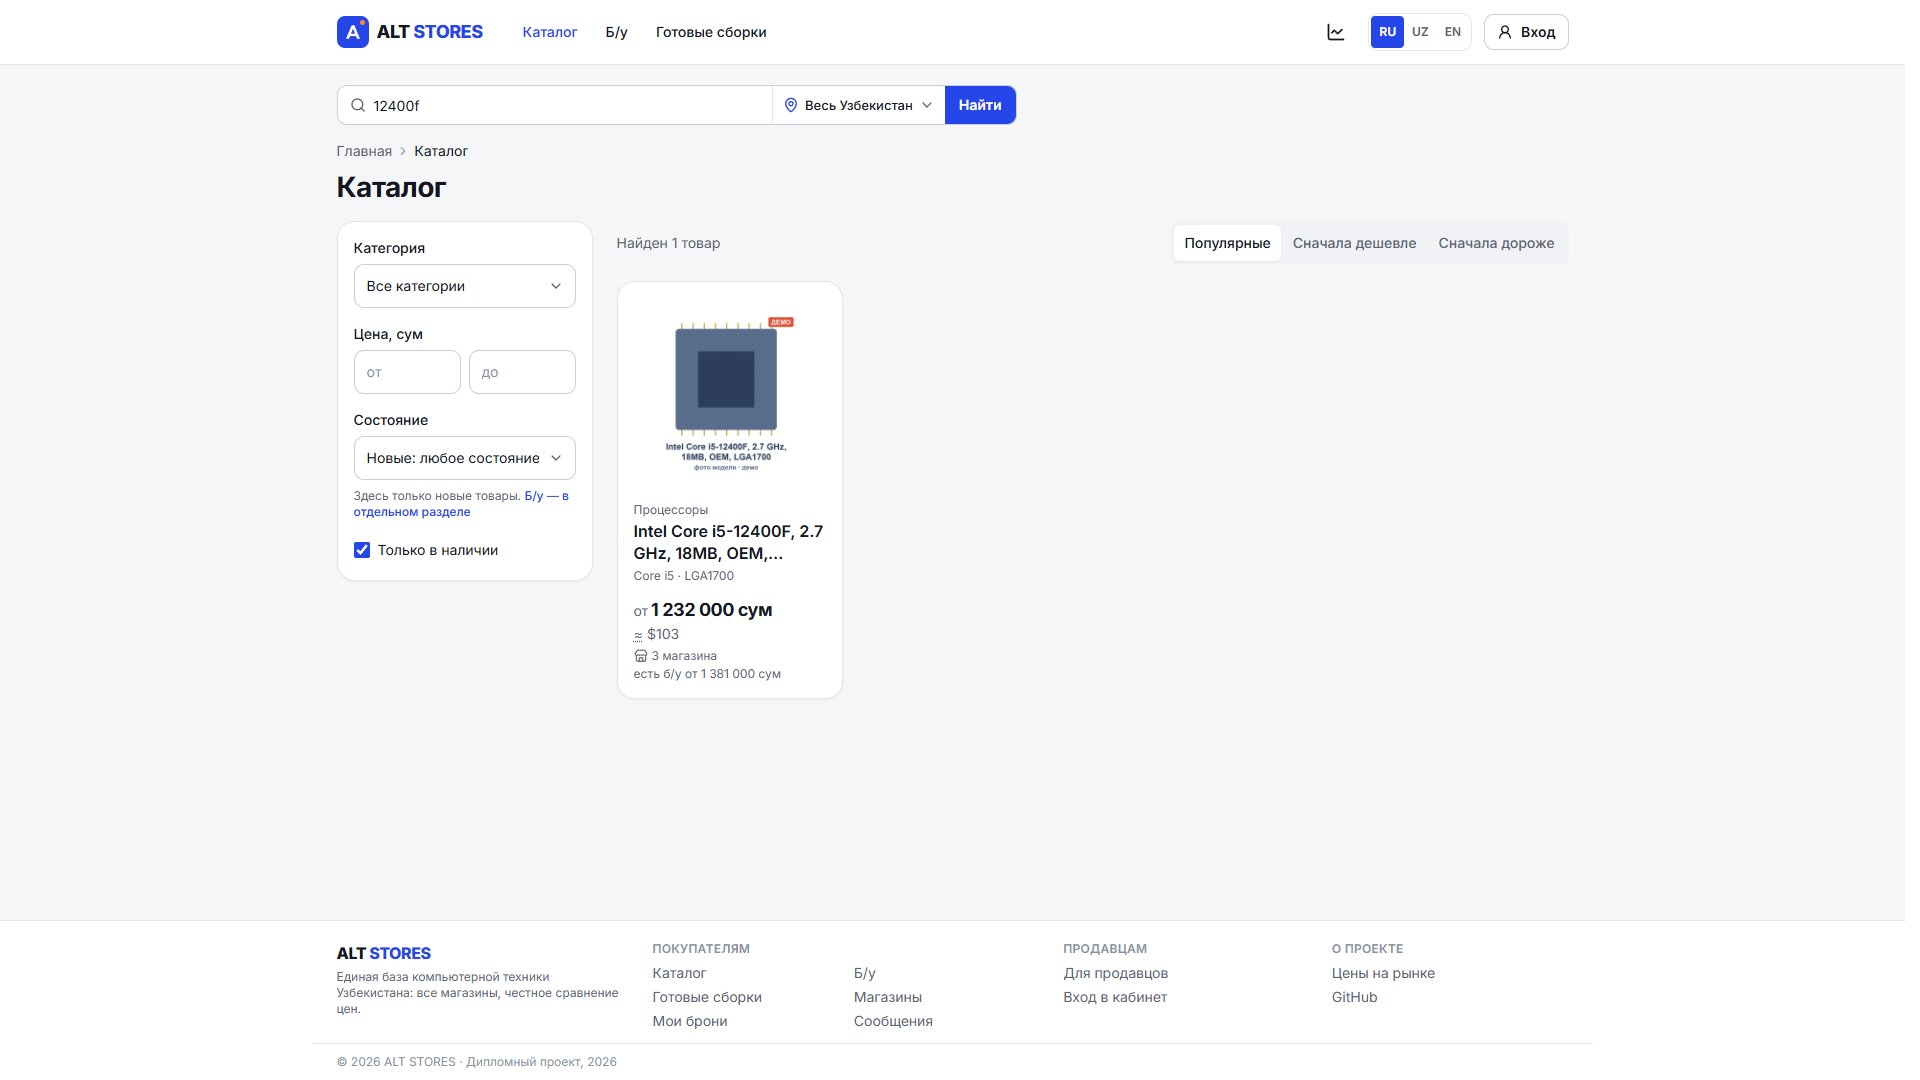 A ALT STORES
Каталог
Б/у
Готовые сборки
RU UZ EN
Вход
12400f
Весь Узбекистан
Найти
Главная > Каталог
Каталог
Категория
Все категории
Цена, сум
от
до
Состояние
Новые: любое состояние
Здесь только новые товары. Б/у — в
отдельном разделе
Только в наличии
Найден 1 товар
Популярные
Сначала дешевле
Сначала дороже
ДЕМО
Intel Core i5-12400F, 2.7 GHz,
18MB, OEM, LGA1700
фото модели · демо
Процессоры
Intel Core i5-12400F, 2.7
GHz, 18MB, OEM,...
Core i5 · LGA1700
от 1 232 000 сум
≈ $103
3 магазина
есть б/у от 1 381 000 сум
ALT STORES
Единая база компьютерной техники
Узбекистана: все магазины, честное сравнение
цен.
ПОКУПАТЕЛЯМ
Каталог
Б/у
Готовые сборки
Магазины
Мои брони
Сообщения
ПРОДАВЦАМ
Для продавцов
Вход в кабинет
О ПРОЕКТЕ
Цены на рынке
GitHub
© 2026 ALT STORES · Дипломный проект, 2026